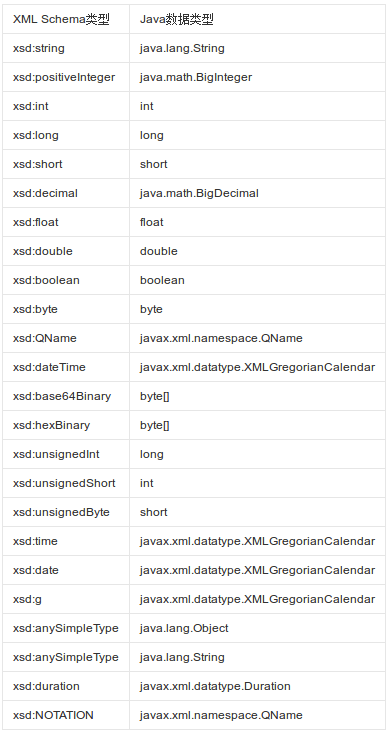 XML Schema类型 Java数据类型
xsd:string java.lang.String
xsd:positiveInteger java.math.BigInteger
xsd:int int
xsd:long long
xsd:short short
xsd:decimal java.math.BigDecimal
xsd:float float
xsd:double double
xsd:boolean boolean
xsd:byte byte
xsd:QName javax.xml.namespace.QName
xsd:dateTime javax.xml.datatype.XMLGregorianCalendar
xsd:base64Binary byte[]
xsd:hexBinary byte[]
xsd:unsignedInt long
xsd:unsignedShort int
xsd:unsignedByte short
xsd:time javax.xml.datatype.XMLGregorianCalendar
xsd:date javax.xml.datatype.XMLGregorianCalendar
xsd:g javax.xml.datatype.XMLGregorianCalendar
xsd:anySimpleType java.lang.Object
xsd:anySimpleType java.lang.String
xsd:duration javax.xml.datatype.Duration
xsd:NOTATION javax.xml.namespace.QName